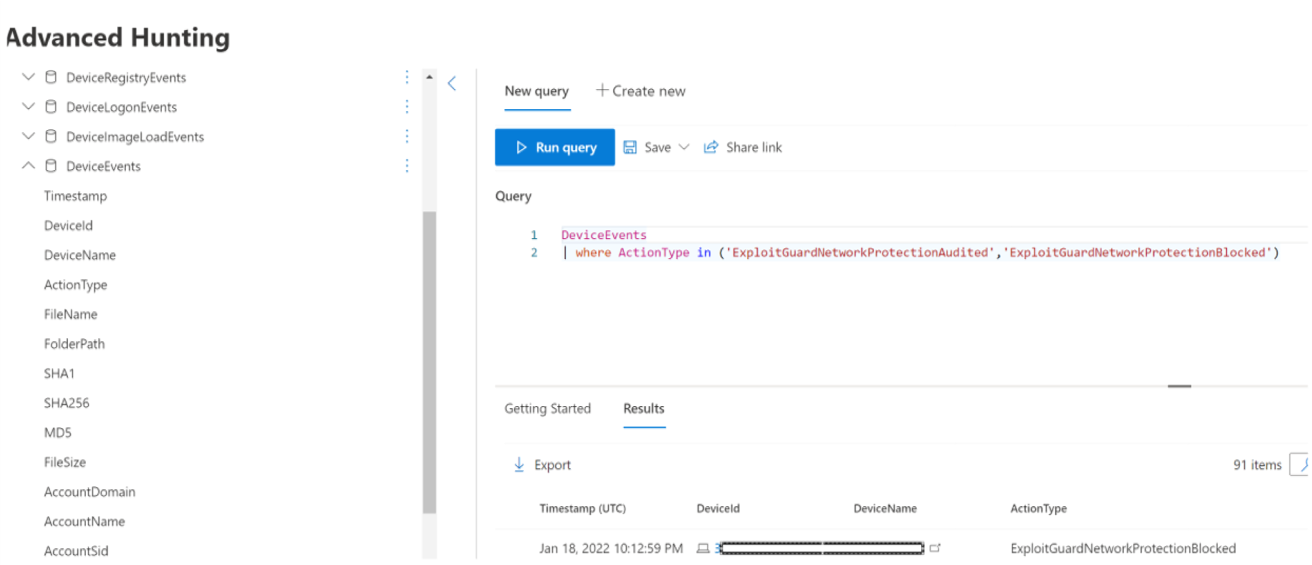 Advanced Hunting
DeviceRegistryEvents
DeviceLogonEvents
DeviceImageLoadEvents
DeviceEvents
Timestamp
DeviceId
DeviceName
ActionType
FileName
FolderPath
SHA1
SHA256
MD5
FileSize
AccountDomain
AccountName
AccountSid
New query
Create new
Run query
Save
Share link
Query
1 DeviceEvents
2 | where ActionType in ('ExploitGuardNetworkProtectionAudited','ExploitGuardNetworkProtectionBlocked')
Getting Started Results
Export
91 items
Timestamp (UTC) DeviceId DeviceName ActionType
Jan 18, 2022 10:12:59 PM ExploitGuardNetworkProtectionBlocked